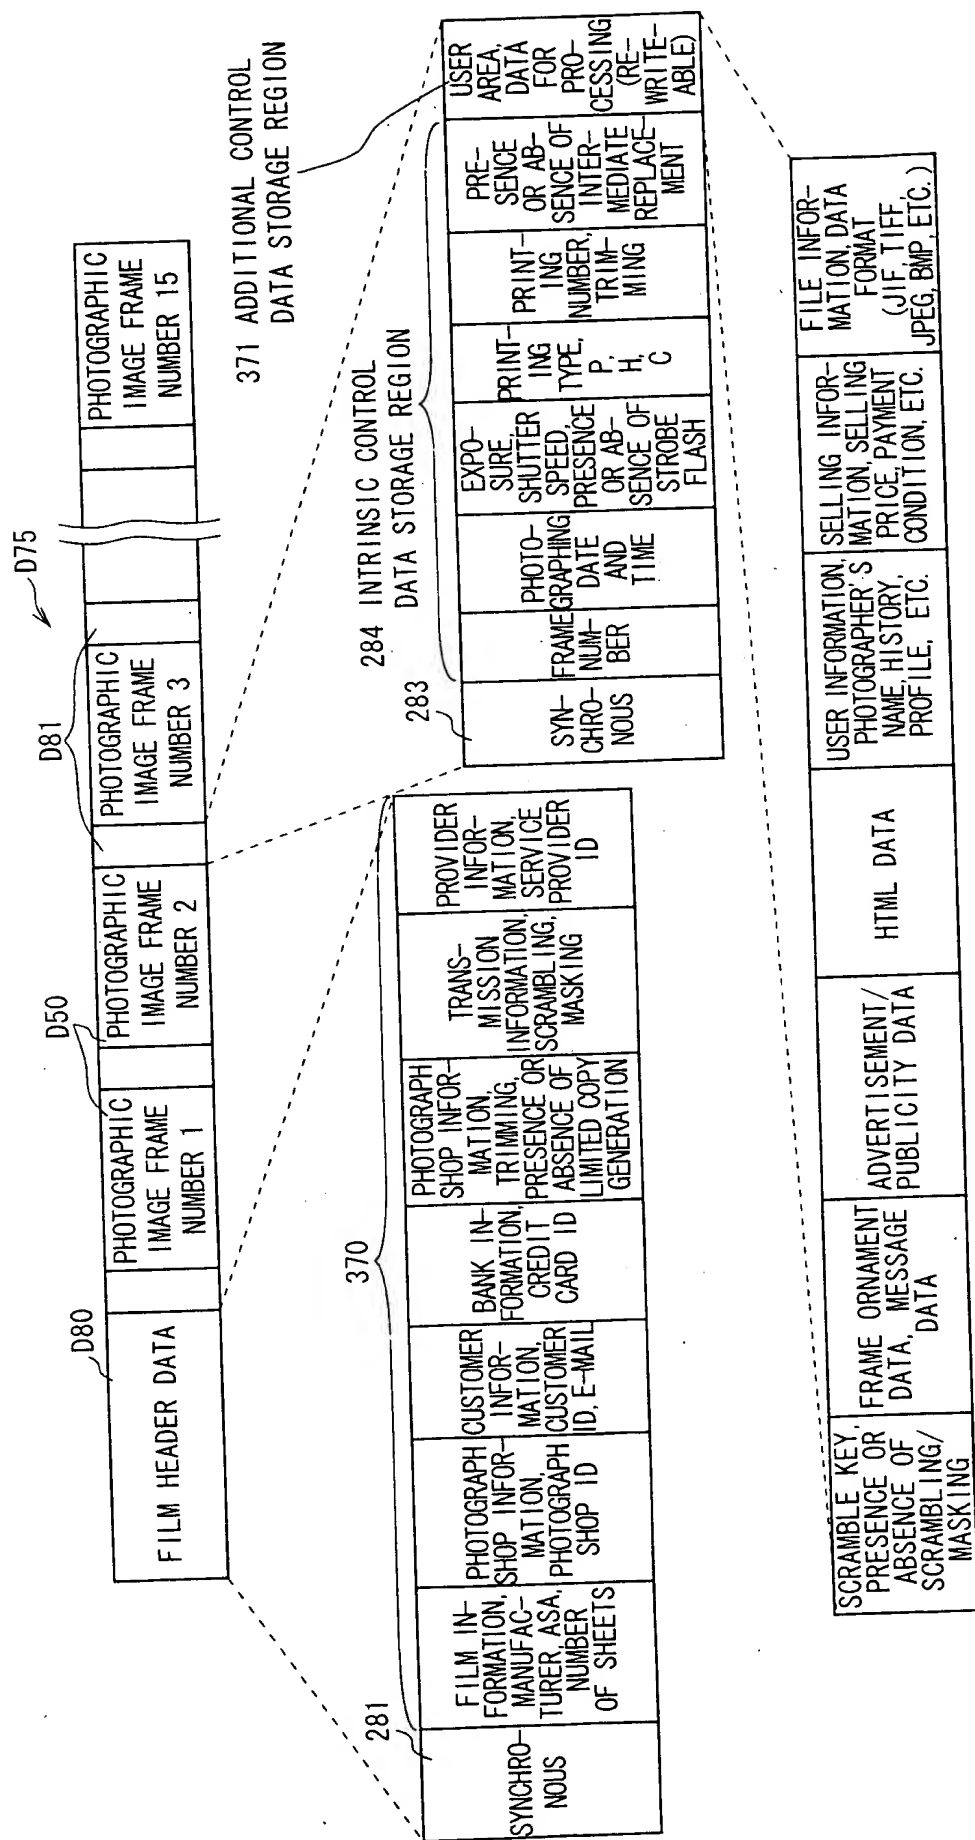 D75
D80
D50
D81
FILM HEADER DATA
PHOTOGRAPHIC
IMAGE FRAME
NUMBER 1
PHOTOGRAPHIC
IMAGE FRAME
NUMBER 2
PHOTOGRAPHIC
IMAGE FRAME
NUMBER 3
PHOTOGRAPHIC
IMAGE FRAME
NUMBER 15
371 ADDITIONAL CONTROL
DATA STORAGE REGION
284 INTRINSIC CONTROL
DATA STORAGE REGION
283
SYN-
CHRO-
NOUS
FRAME
NUM-
BER
PHOTO-
GRAPHING
DATE
AND
TIME
EXPO-
SURE,
SHUTTER
SPEED,
PRESENCE
OR AB-
SENCE OF
STROBE
FLASH
PRINT-
ING
TYPE,
P,
H,
C
PRINT-
ING
NUMBER,
TRIM-
MING
PRE-
SENCE
OR AB-
SENCE OF
INTER-
MEDIATE
REPLACE-
MENT
USER
AREA,
DATA
FOR
PRO-
CESSING
(RE-
WRITE-
ABLE)
281
370
SYNCHRO-
NOUS
FILM IN-
FORMATION,
MANUFAC-
TURER, ASA,
NUMBER
OF SHEETS
PHOTOGRAPH
SHOP INFOR-
MATION,
PHOTOGRAPH
SHOP ID
CUSTOMER
INFOR-
MATION,
CUSTOMER
ID, E-MAIL
BANK IN-
FORMATION,
CREDIT
CARD ID
PHOTOGRAPH
SHOP INFOR-
MATION,
TRIMMING,
PRESENCE OR
ABSENCE OF
LIMITED COPY
GENERATION
TRANS-
MISSION
INFORMATION,
SCRAMBLING,
MASKING
PROVIDER
INFOR-
MATION,
SERVICE
PROVIDER
ID
SCRAMBLE KEY,
PRESENCE OR
ABSENCE OF
SCRAMBLING/
MASKING
FRAME ORNAMENT
DATA, MESSAGE
DATA
ADVERTISEMENT/
PUBLICITY DATA
HTML DATA
USER INFORMATION,
PHOTOGRAPHER'S
NAME, HISTORY,
PROFILE, ETC.
SELLING INFOR-
MATION, SELLING
PRICE, PAYMENT
CONDITION, ETC.
FILE INFOR-
MATION, DATA
FORMAT
(JIF, TIFF,
JPEG, BMP, ETC.)